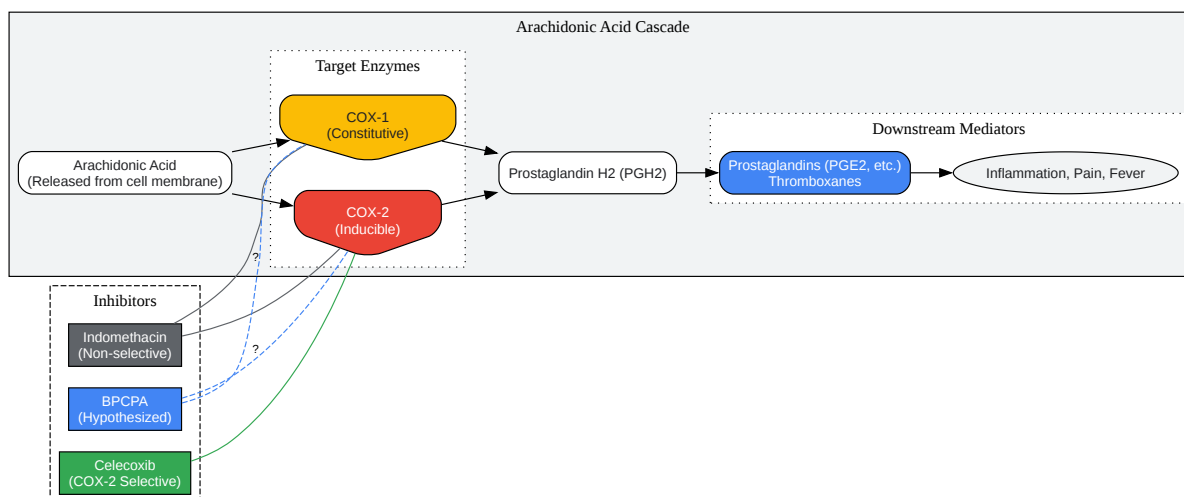 Arachidonic Acid Cascade
Target Enzymes
COX-1
(Constitutive)
Arachidonic Acid
(Released from cell membrane)
COX-2
(Inducible)
Prostaglandin H2 (PGH2)
Downstream Mediators
Prostaglandins (PGE2, etc.)
Thromboxanes
Inflammation, Pain, Fever
?
Inhibitors
Indomethacin
(Non-selective)
?
BPCPA
(Hypothesized)
Celecoxib
(COX-2 Selective)